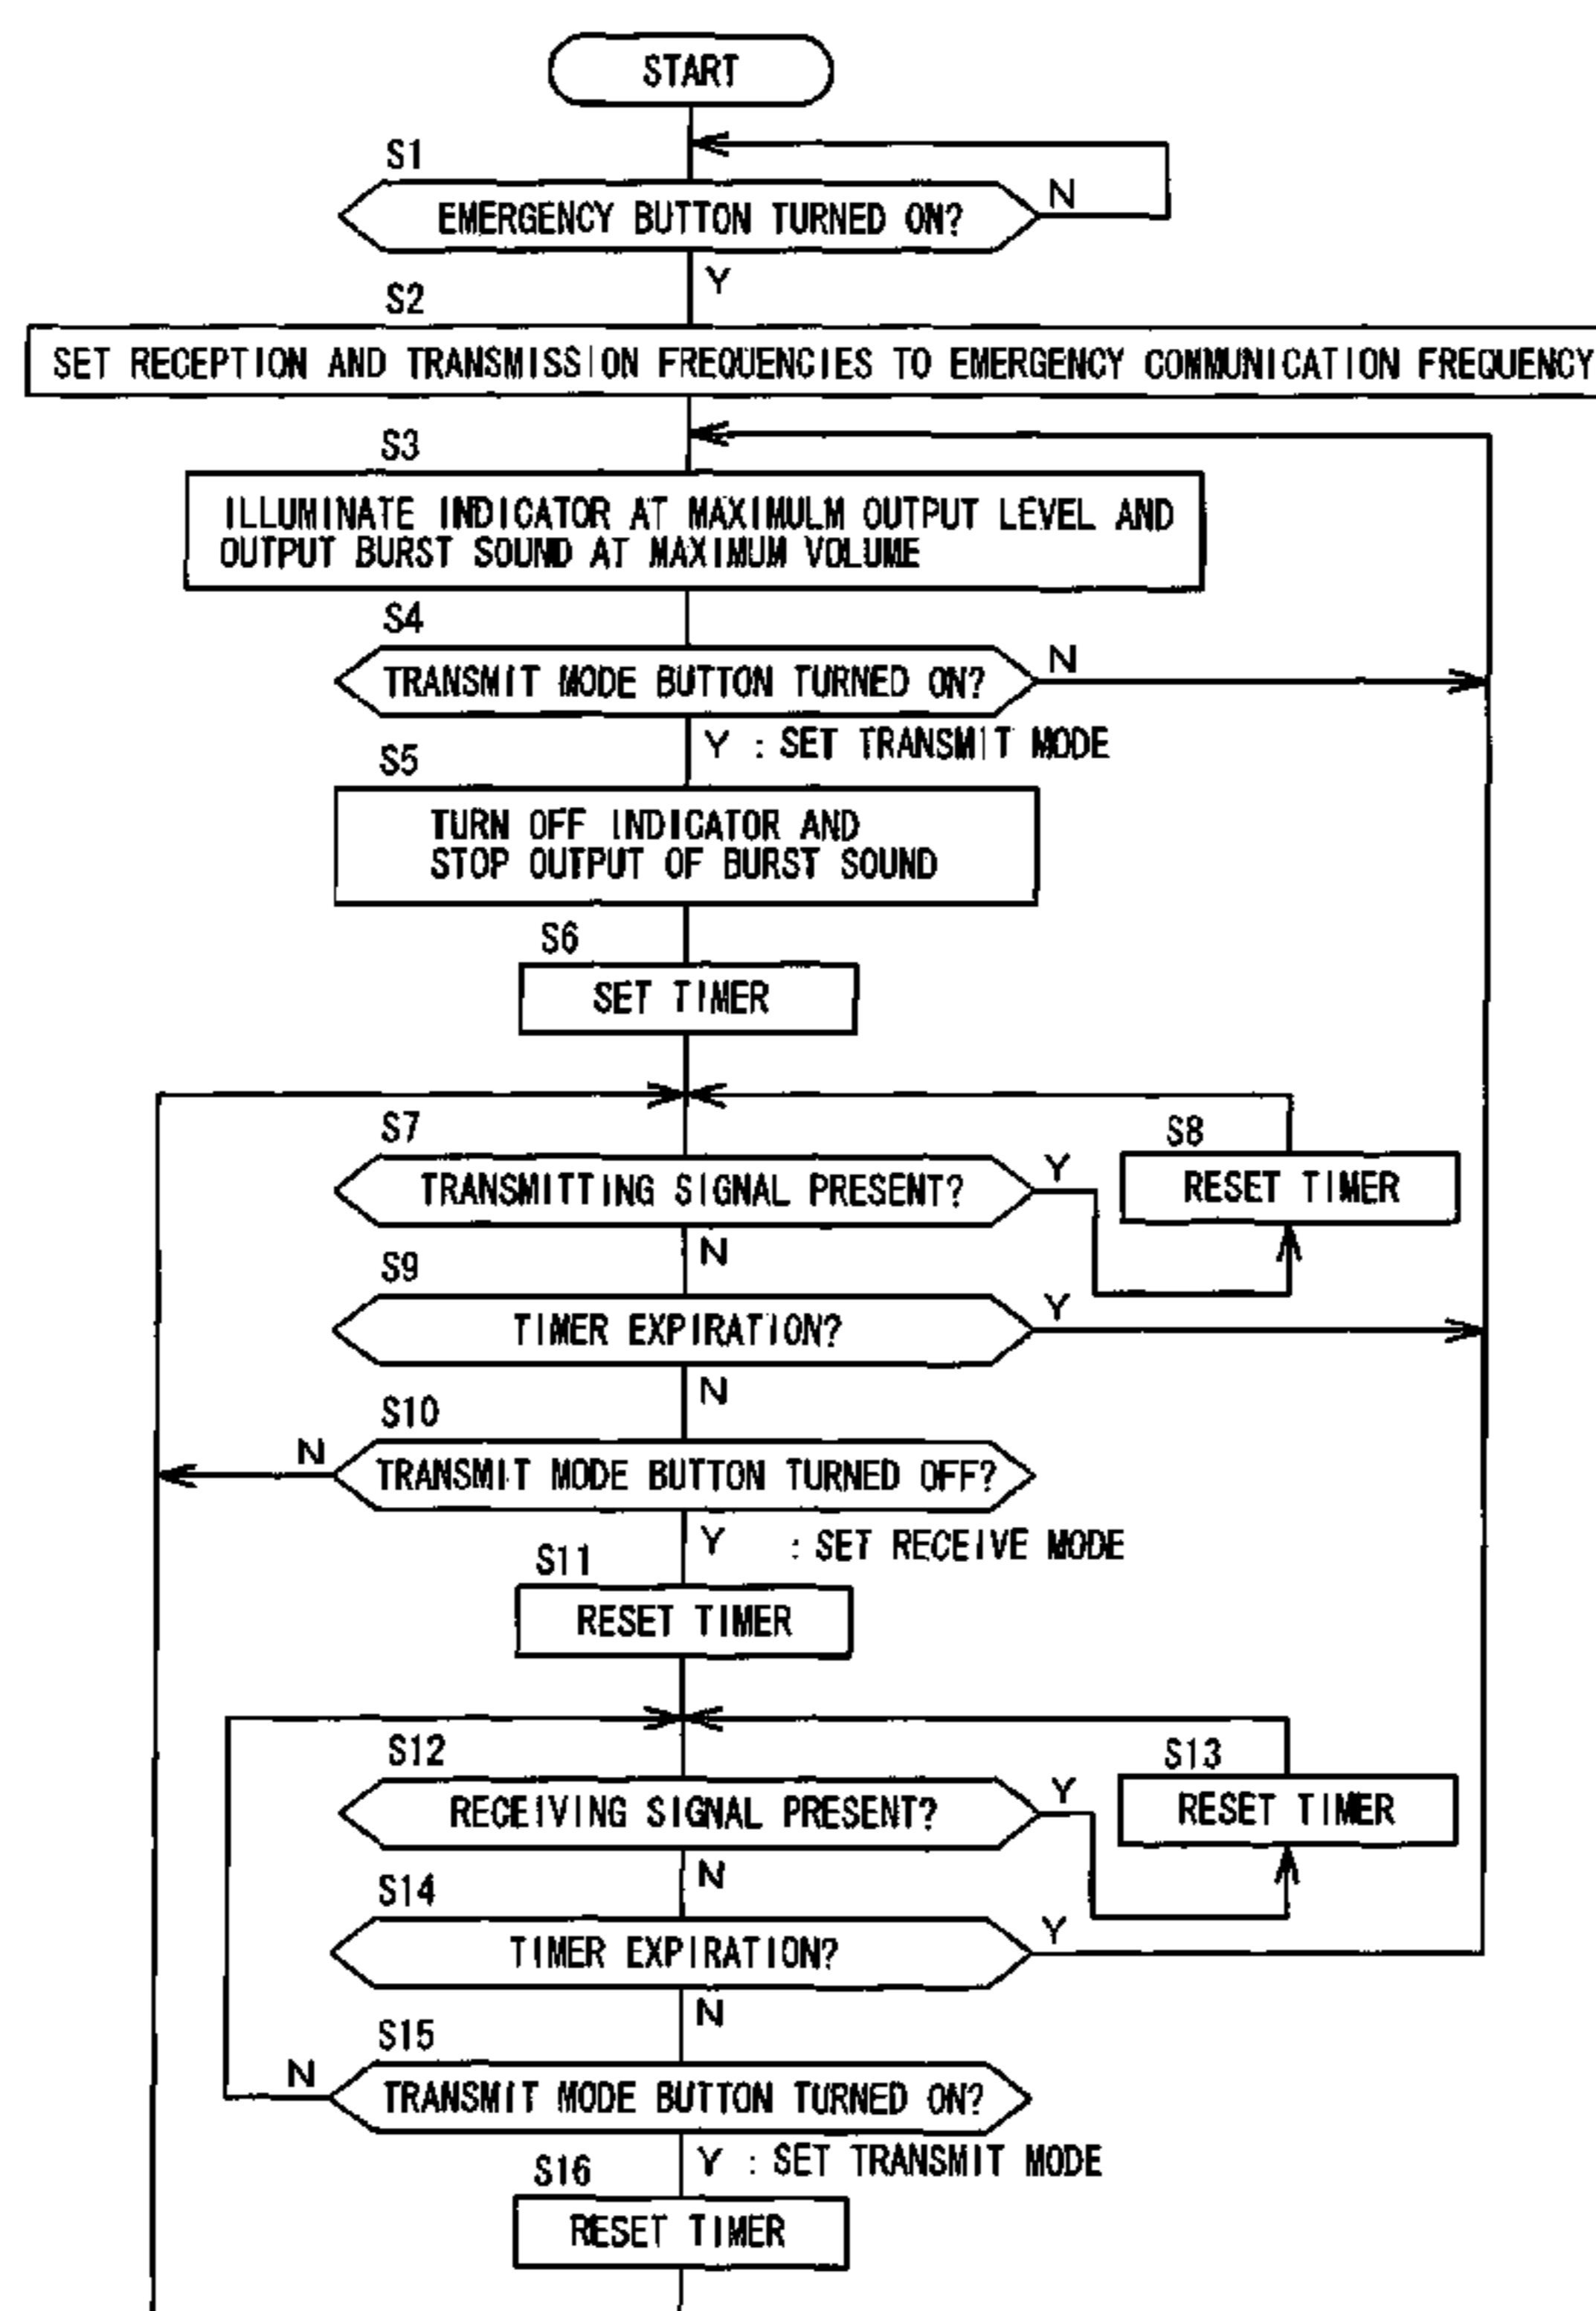 START
S1
EMERGENCY BUTTON TURNED ON?
N
Y
S2
SET RECEPTION AND TRANSMISSION FREQUENCIES TO EMERGENCY COMMUNICATION FREQUENCY
S3
ILLUMINATE INDICATOR AT MAXIMULM OUTPUT LEVEL AND
OUTPUT BURST SOUND AT MAXIMUM VOLUME
S4
TRANSMIT MODE BUTTON TURNED ON?
N
Y : SET TRANSMIT MODE
S5
TURN OFF INDICATOR AND
STOP OUTPUT OF BURST SOUND
S6
SET TIMER
S7
TRANSMITTING SIGNAL PRESENT?
Y
S8
RESET TIMER
N
S9
TIMER EXPIRATION?
Y
N
S10
N
TRANSMIT MODE BUTTON TURNED OFF?
Y : SET RECEIVE MODE
S11
RESET TIMER
S12
RECEIVING SIGNAL PRESENT?
Y
S13
RESET TIMER
N
S14
TIMER EXPIRATION?
Y
N
S15
N
TRANSMIT MODE BUTTON TURNED ON?
Y : SET TRANSMIT MODE
S16
RESET TIMER